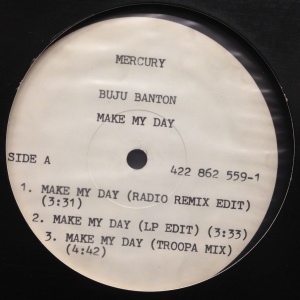 MERCURY
BUJU BANTON
MAKE MY DAY
SIDE A
422 862 559-1
1. MAKE MY DAY (RADIO REMIX EDIT)
(3:31)
2. MAKE MY DAY (LP EDIT) (3:33)
3. MAKE MY DAY (TROOPA MIX)
(4:42)